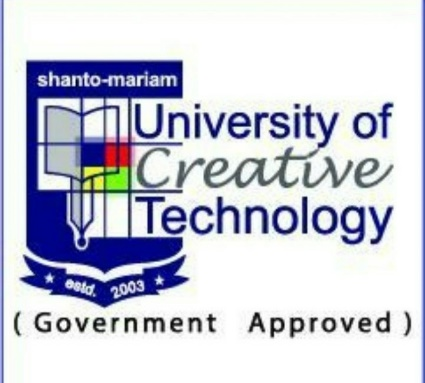 shanto-mariam
University of
Creative
Technology
estd. 2003
( Government Approved )